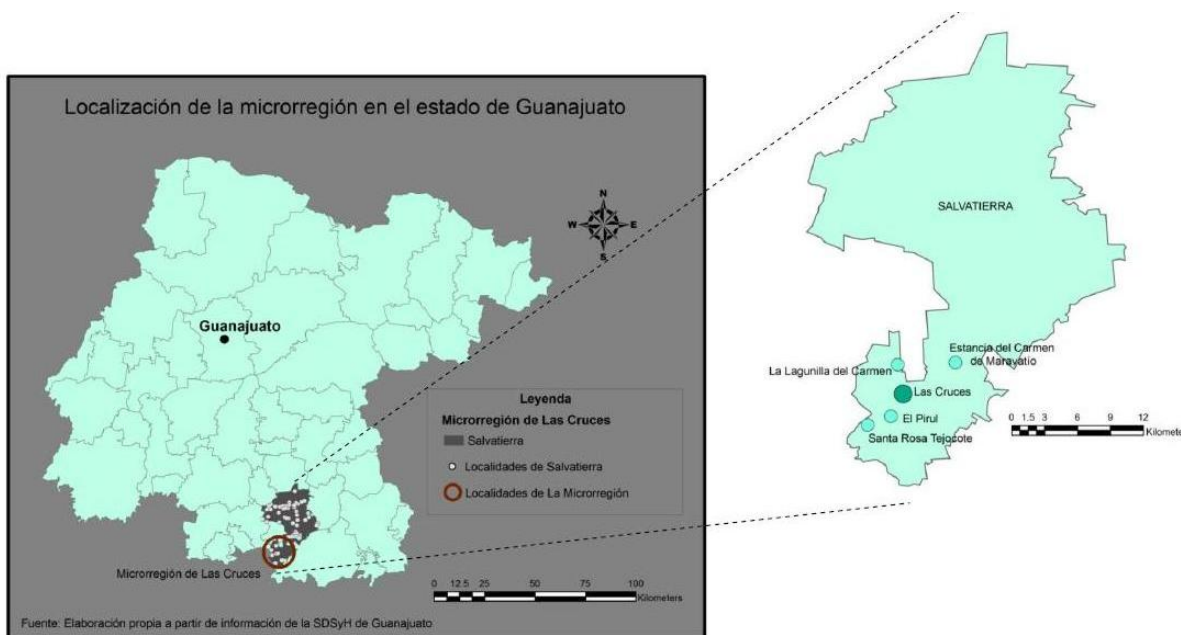 Localización de la microrregión en el estado de Guanajuato
N
W E
S
Guanajuato
Leyenda
Microrregión de Las Cruces
Salvatierra
Localidades de Salvatierra
Localidades de La Microrregión
Microrregión de Las Cruces
0 12.5 25 50 75 100
Kilometers
Fuente: Elaboración propia a partir de información de la SDSyH de Guanajuato
SALVATIERRA
Estancia del Carmen
de Maravatio
La Lagunilla del Carmen
Las Cruces
El Pirul
Santa Rosa Tejocote
0 1.5 3 6 9 12
Kilomete